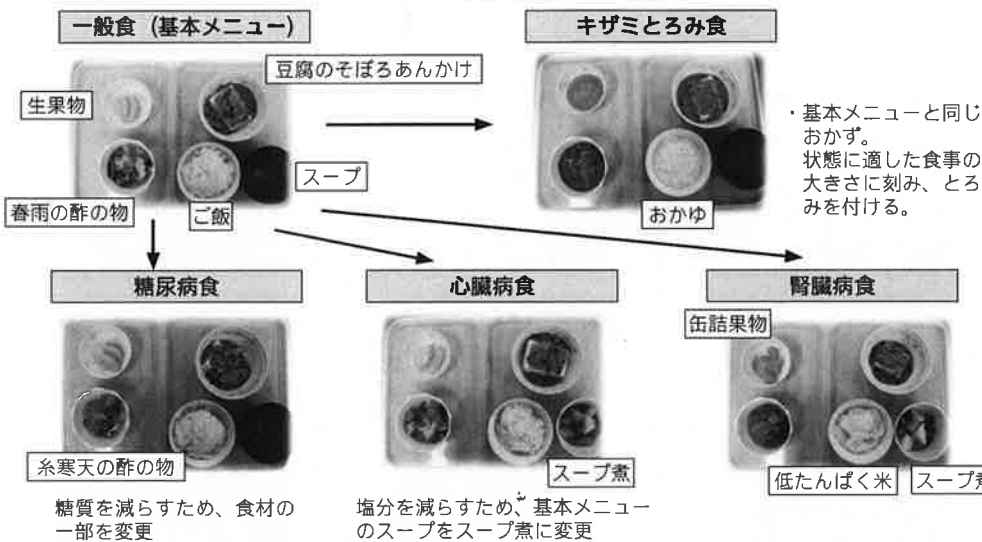 一般食（基本メニュー）
キザミとろみ食
豆腐のそぼろあんかけ
生果物
スープ
春雨の酢の物
ご飯
おかゆ
・基本メニューと同じ
おかず。
状態に適した食事の
大きさに刻み、とろ
みを付ける。
糖尿病食
心臓病食
腎臓病食
缶詰果物
糸寒天の酢の物
スープ煮
低たんぱく米
スープ煮
糖質を減らすため、食材の
一部を変更
塩分を減らすため、基本メニュー
のスープをスープ煮に変更